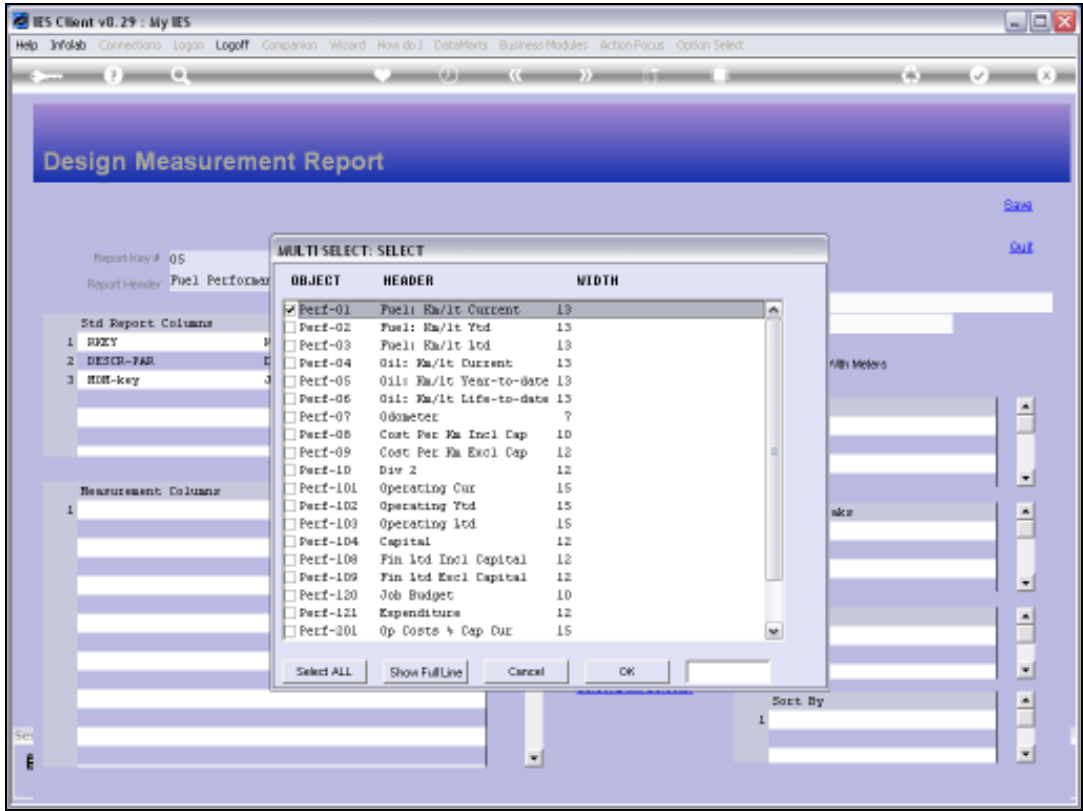 IES Client v8.29 : My IES
Help Infolab Connections Logon Logoff Companion Wizard How do I DataMarts Business Modules Action Focus Option Select
Design Measurement Report
Save
Quit
Report Key # 05
Report Header Fuel Performan
Std Report Columns
1 RKEY
2 DESCR-PAR D
3 MDM-key J
Measurement Columns
1
MULTI SELECT: SELECT
OBJECT HEADER WIDTH
Perf-01 Fuel: Km/lt Current 13
Perf-02 Fuel: Km/lt Ytd 13
Perf-03 Fuel: Km/lt ltd 13
Perf-04 Oil: Km/lt Current 13
Perf-05 Oil: Km/lt Year-to-date 13
Perf-06 Oil: Km/lt Life-to-date 13
Perf-07 Odometer 7
Perf-08 Cost Per Km Incl Cap 10
Perf-09 Cost Per Km Excl Cap 12
Perf-10 Div 2 12
Perf-101 Operating Cur 15
Perf-102 Operating Ytd 15
Perf-103 Operating ltd 15
Perf-104 Capital 12
Perf-108 Fin ltd Incl Capital 12
Perf-109 Fin ltd Excl Capital 12
Perf-120 Job Budget 10
Perf-121 Expenditure 12
Perf-201 Op Costs & Cap Cur 15
Select ALL Show Full Line Cancel OK
With Meters
aks
Sort By
1
Se